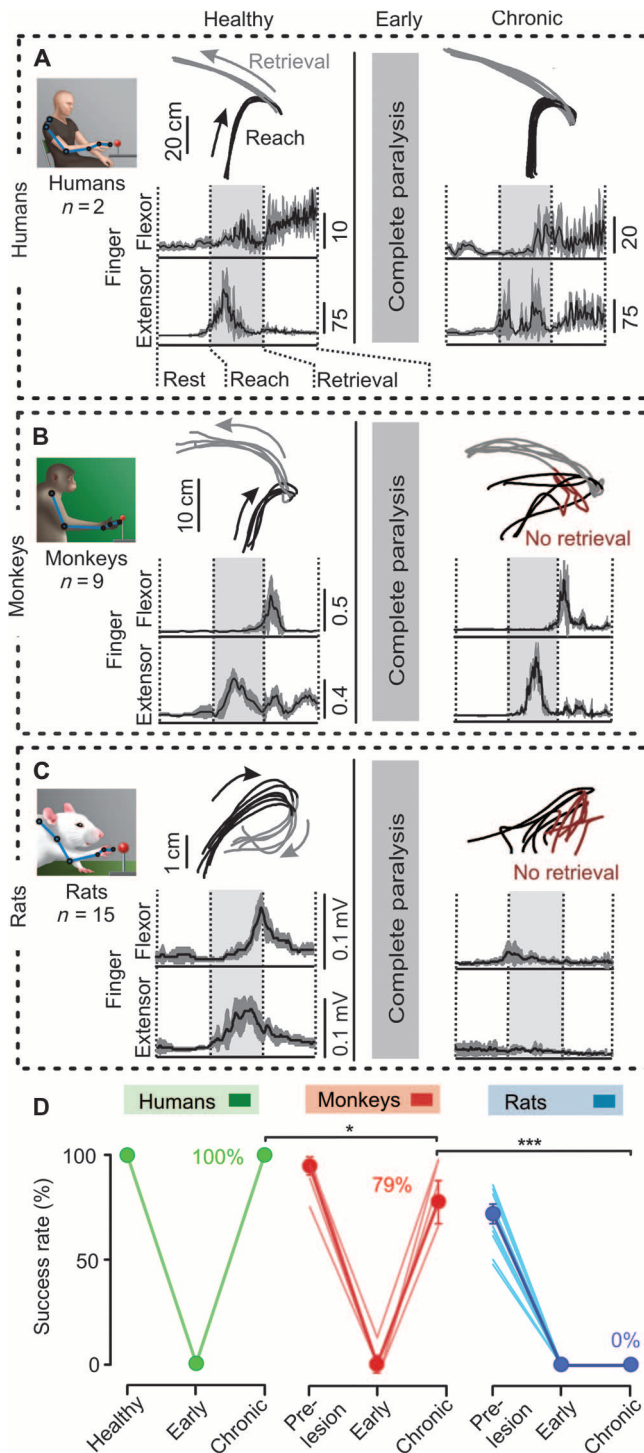 Healthy Early Chronic
A
Retrieval
Reach
20 cm
Humans
n = 2
Humans
Finger
Flexor
Extensor
10
75
Complete paralysis
20
75
Rest Reach Retrieval
B
10 cm
No retrieval
Monkeys
n = 9
Monkeys
Finger
Flexor
Extensor
0.5
0.4
Complete paralysis
C
1 cm
No retrieval
Rats
n = 15
Rats
Finger
Flexor
Extensor
0.1 mV
0.1 mV
Complete paralysis
D
Humans Monkeys Rats
* ***
100% 79% 0%
Success rate (%)
100
50
0
Healthy Early Chronic Pre-lesion Early Chronic Pre-lesion Early Chronic